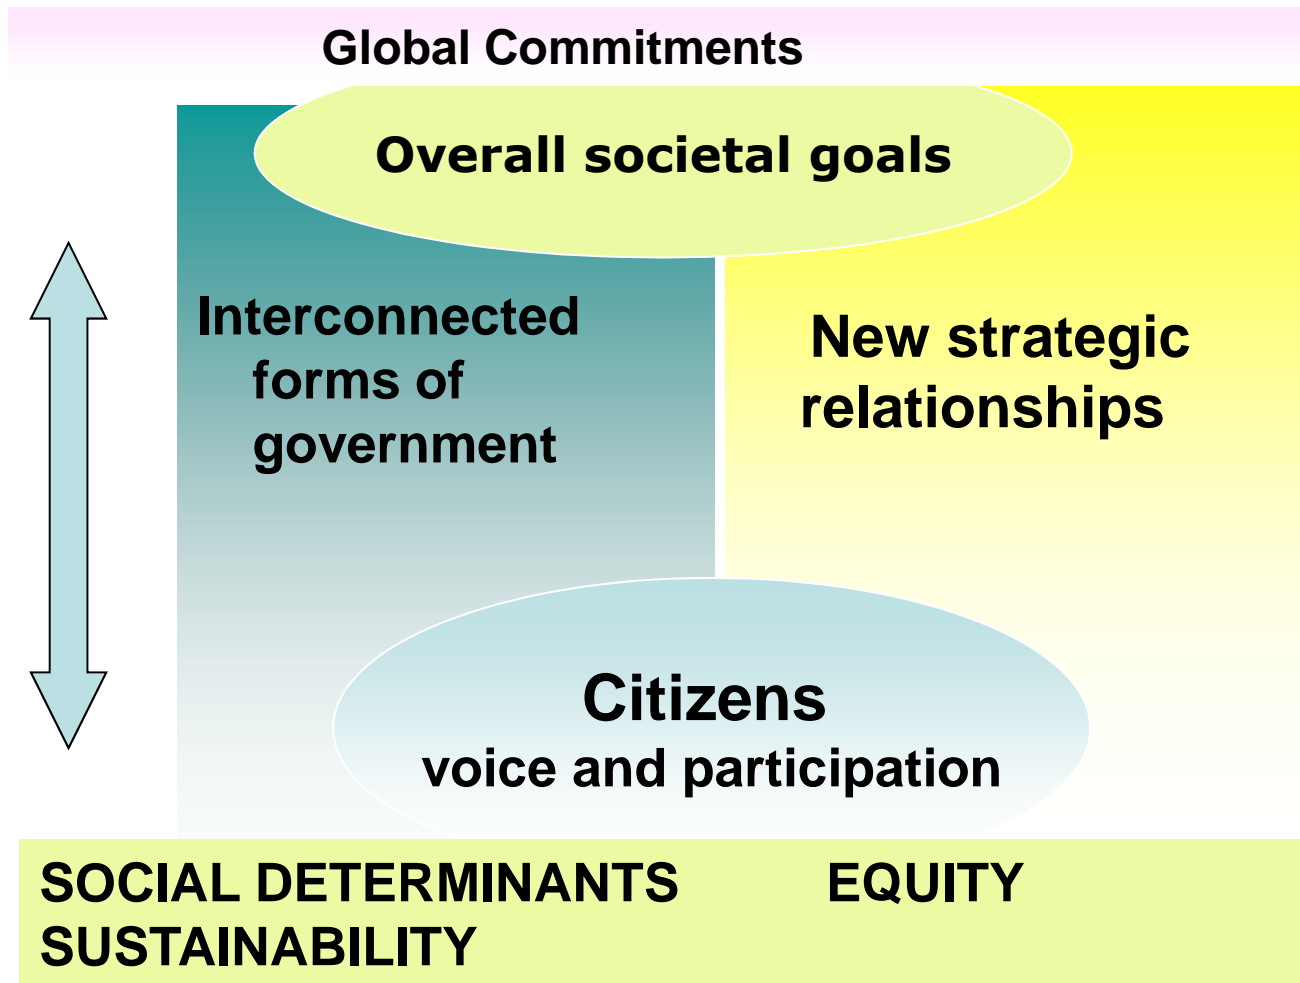 Global Commitments
Overall societal goals
Interconnected
forms of
government
New strategic
relationships
Citizens
voice and participation
SOCIAL DETERMINANTS EQUITY
SUSTAINABILITY